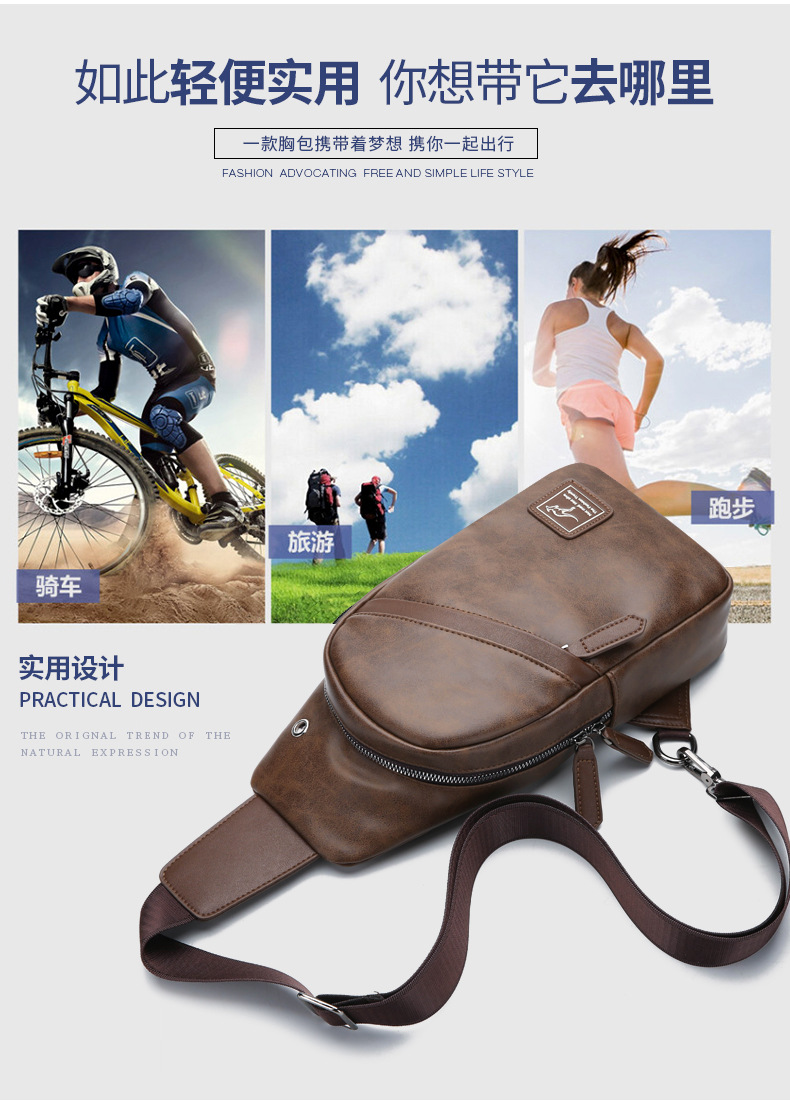 如此轻便实用 你想带它去哪里
一款胸包携带着梦想 携你一起出行
FASHION ADVOCATING FREE AND SIMPLE LIFE STYLE
骑车
旅游
跑步
实用设计
PRACTICAL DESIGN
THE ORIGNAL TREND OF THE
NATURAL EXPRESSION